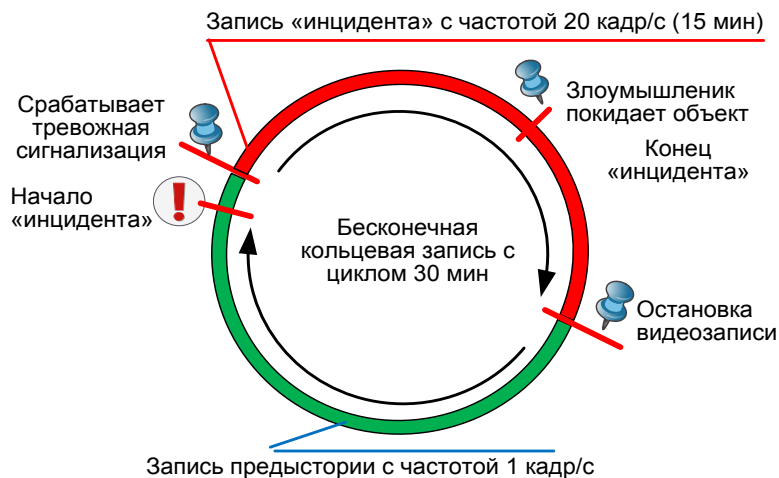 Запись «инцидента» с частотой 20 кадр/с (15 мин)
Срабатывает
тревожная
сигнализация
Злоумышленик
покидает объект
Конец
«инцидента»
Начало
«инцидента»
Бесконечная
кольцевая запись с
циклом 30 мин
Остановка
видеозаписи
Запись предыстории с частотой 1 кадр/с